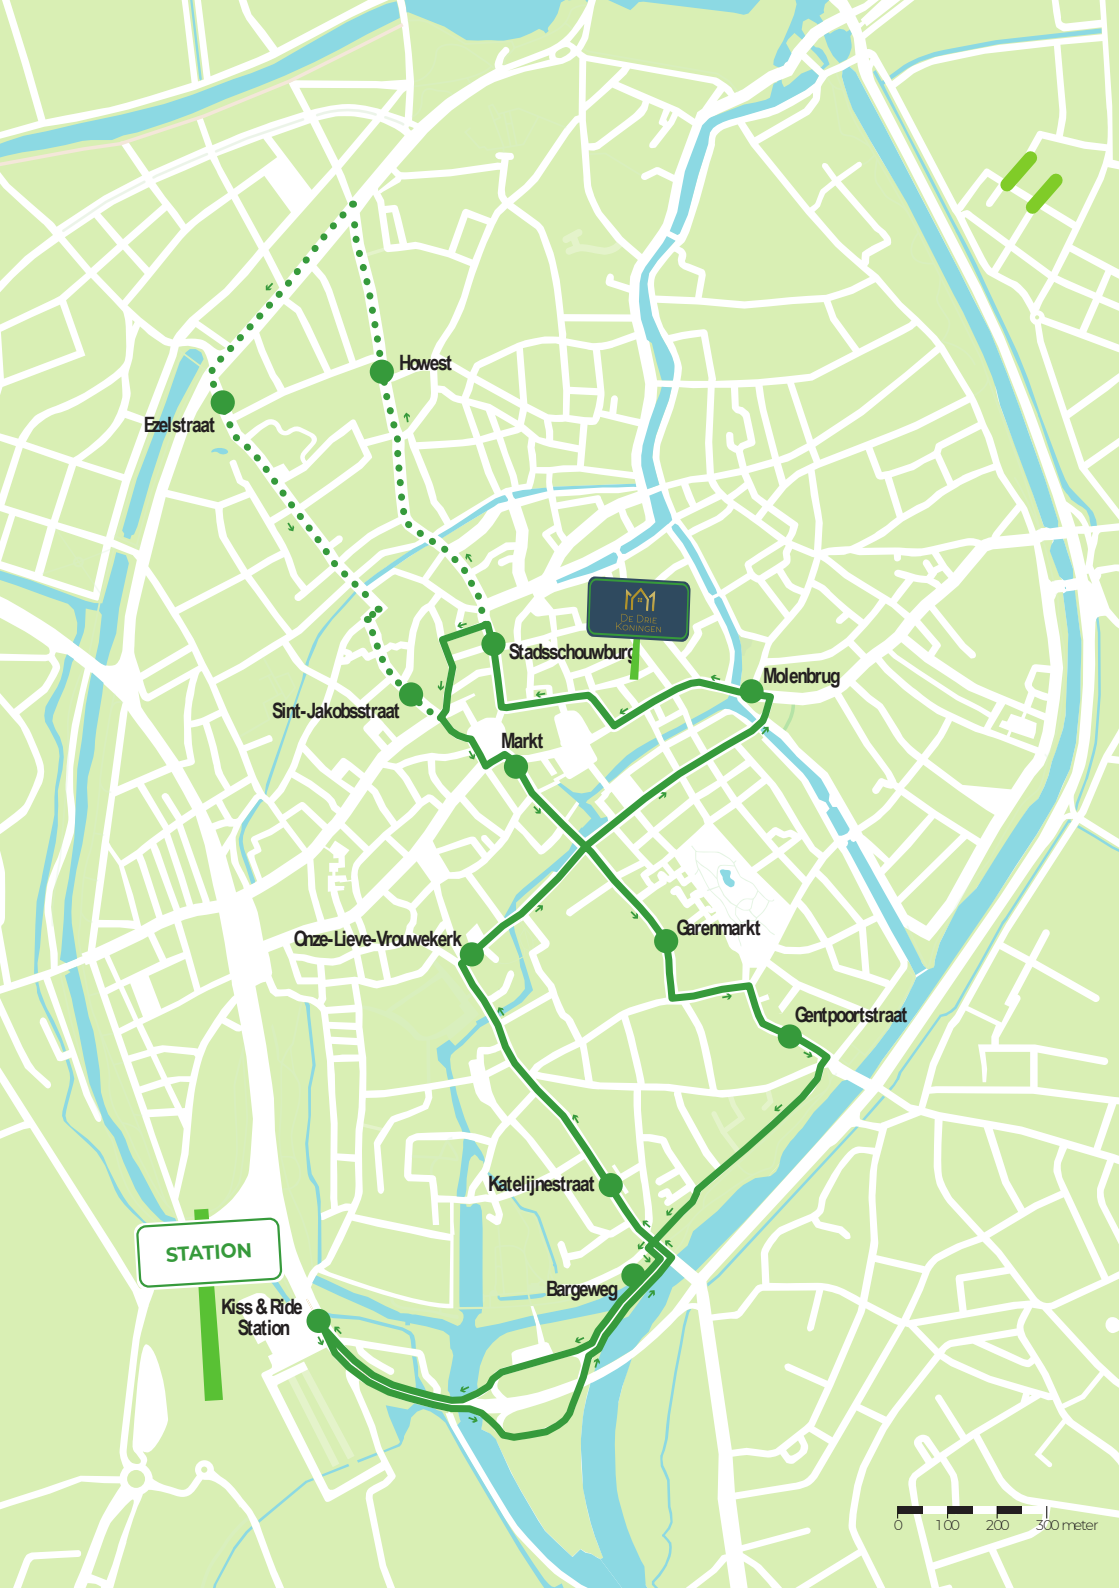 Howest
Ezelstraat
DE DRIE
KONINGEN
Stadsschouwburg
Molenbrug
Sint-Jakobsstraat
Markt
Garenmarkt
Onze-Lieve-Vrouwekerk
Gentpoortstraat
Katelijnestraat
STATION
Bargeweg
Kiss & Ride
Station
0 100 200 300 meter